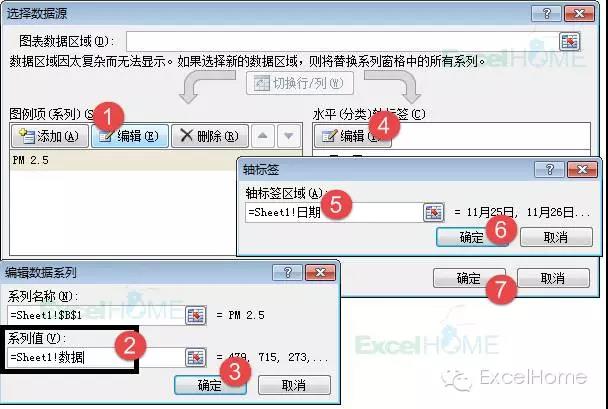 选择数据源
ExcelHOME
图表数据区域(D):
数据区域因太复杂而无法显示。如果选择新的数据区域，则将替换系列窗格中的所有系列。
切换行/列(W)
图例项(系列)(S)
水平(分类)轴标签(C)
1
4
添加(A)
编辑(E)
删除(R)
编辑(T)
PM 2.5
轴标签
轴标签区域(A):
5
=Sheet1!日期
= 11月25日, 11月26日...
6
确定
取消
编辑数据系列
确定
取消
7
系列名称(N):
=Sheet1!$B$1
= PM 2.5
系列值(V):
2
ExcelHOME
=Sheet1!数据
= 479, 715, 273,...
3
确定
取消
ExcelHome